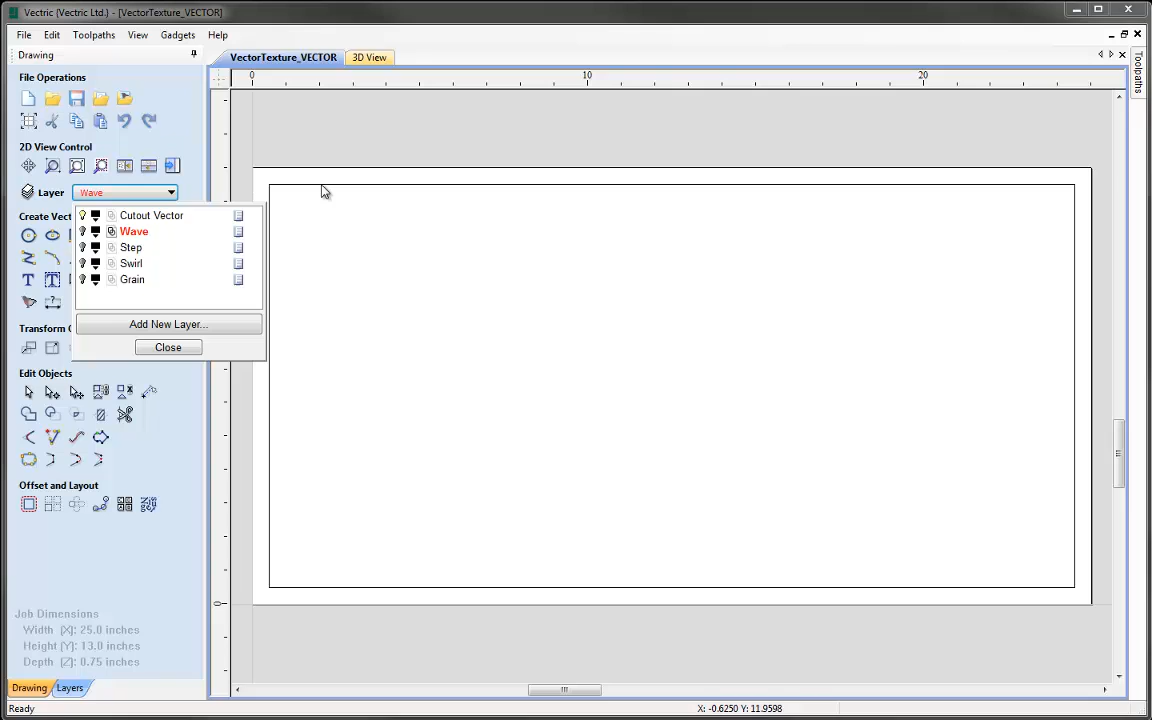 Vectric (Vectric Ltd.) - [VectorTexture_VECTOR]
File Edit Toolpaths View Gadgets Help
Drawing
VectorTexture_VECTOR 3D View
Toolpaths
0 10 20
File Operations
2D View Control
Layer Wave
Create Vect
Cutout Vector
Wave
Step
Swirl
Grain
Add New Layer...
Close
Transform O
Edit Objects
Offset and Layout
0
Job Dimensions
Width (X): 25.0 inches
Height (Y): 13.0 inches
Depth (Z): 0.75 inches
Drawing Layers
Ready X: -0.6250 Y: 11.9598